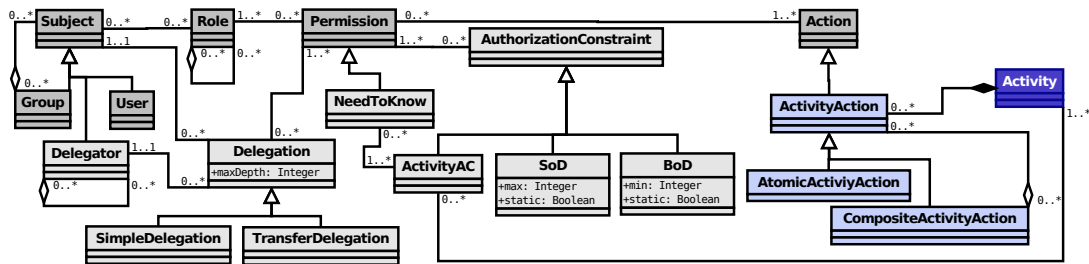 0..* Subject 0..* 0..* Role 1..* 0..* Permission 0..* 1..* Action
1..1 0..* 0..* 1..* 1..* 0..* AuthorizationConstraint
0..* Group User NeedToKnow ActivityAction 0..* Activity
0..* 0..* 0..* 0..* 1..*
Delegator 1..1 Delegation 1..* ActivityAC SoD BoD
+maxDepth: Integer
0..* 0..* 0..* 0..*
+max: Integer
+static: Boolean
+min: Integer
+static: Boolean
AtomicActiviyAction
CompositeActivityAction 0..*
SimpleDelegation TransferDelegation